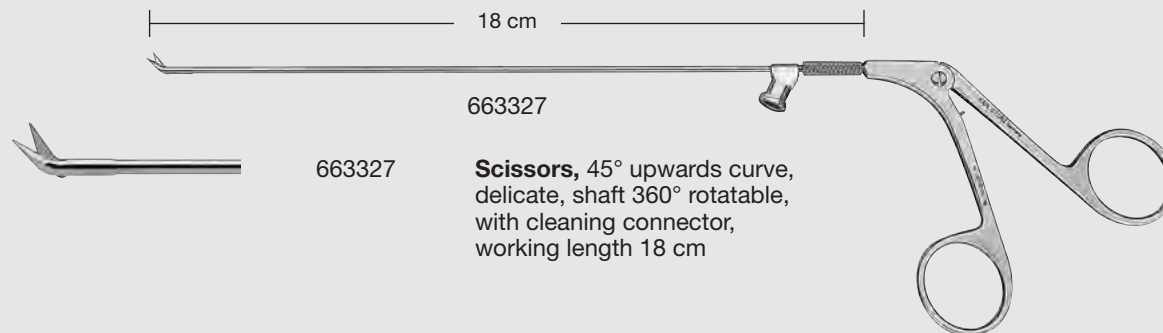 18 cm
663327
663327
Scissors, 45° upwards curve,
delicate, shaft 360° rotatable,
with cleaning connector,
working length 18 cm